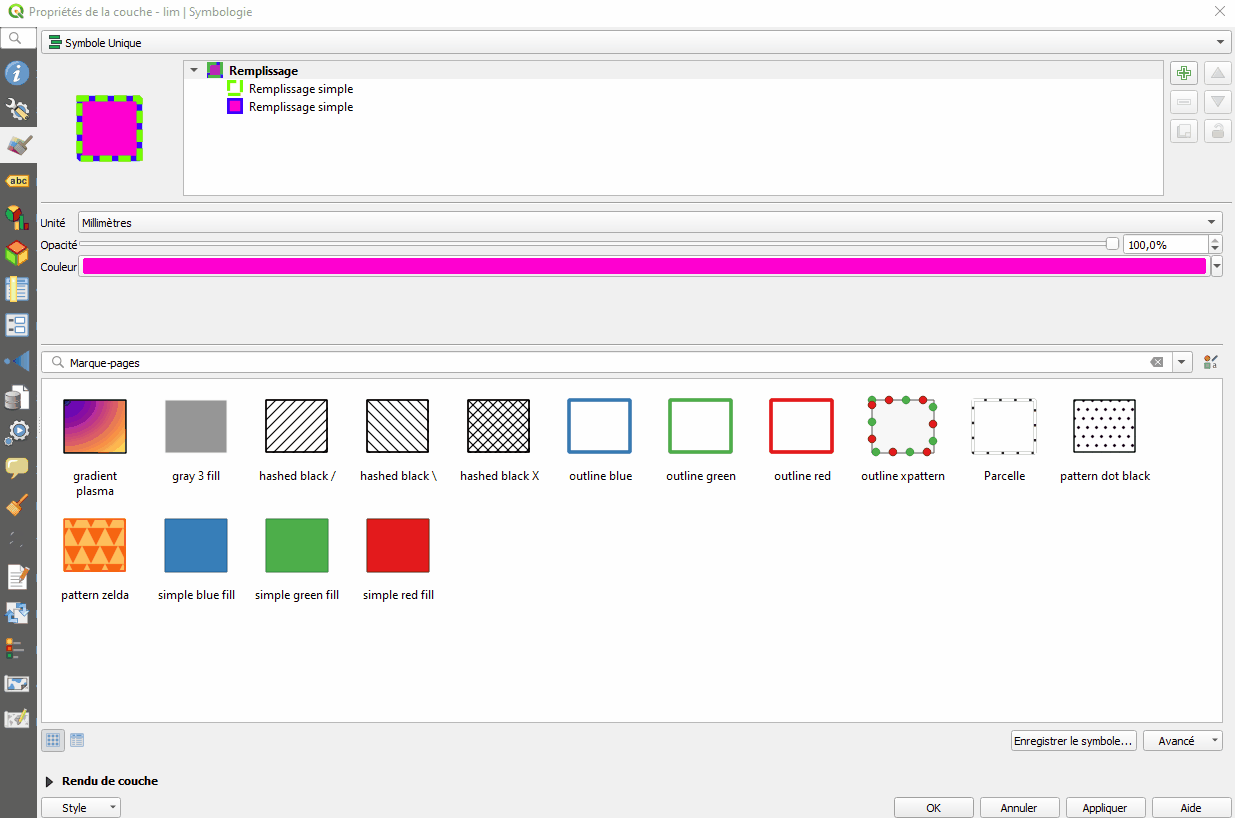 Propriétés de la couche - lim | Symbologie
Symbole Unique
Remplissage
Remplissage simple
Remplissage simple
abc
Unité
Millimètres
Opacité
100,0%
Couleur
Marque-pages
gradient
plasma
gray 3 fill
hashed black /
hashed black \
hashed black X
outline blue
outline green
outline red
outline xpattern
Parcelle
pattern dot black
pattern zelda
simple blue fill
simple green fill
simple red fill
Enregistrer le symbole...
Avancé
Rendu de couche
Style
OK
Annuler
Appliquer
Aide